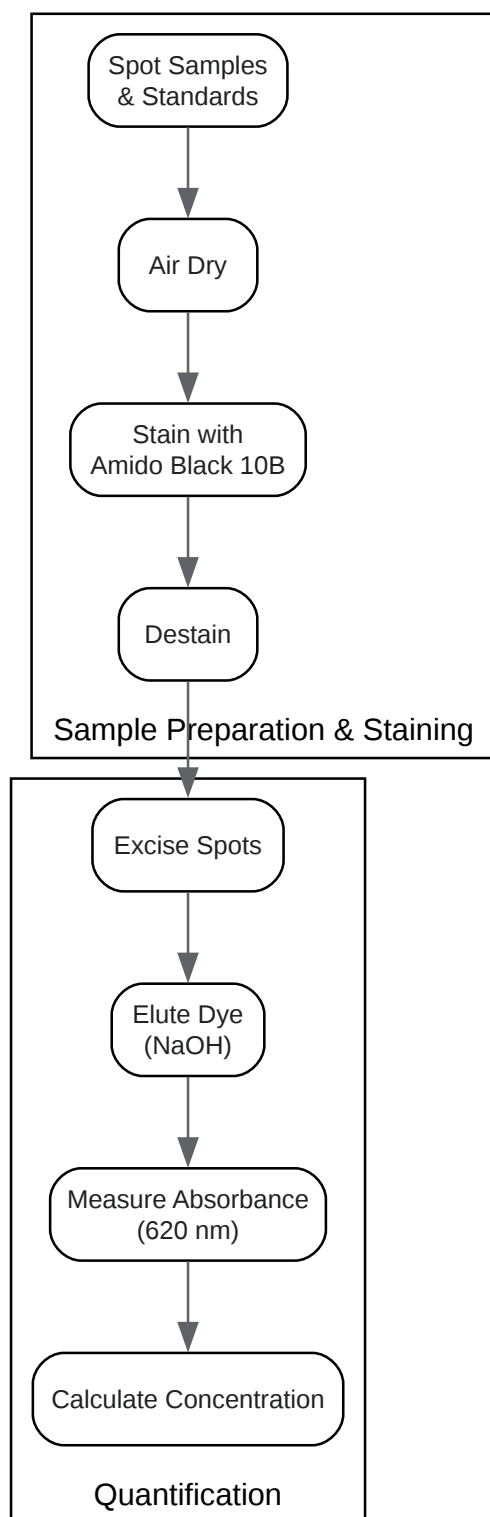 Spot Samples
& Standards
Air Dry
Stain with
Amido Black 10B
Destain
Sample Preparation & Staining
Excise Spots
Elute Dye
(NaOH)
Measure Absorbance
(620 nm)
Calculate Concentration
Quantification